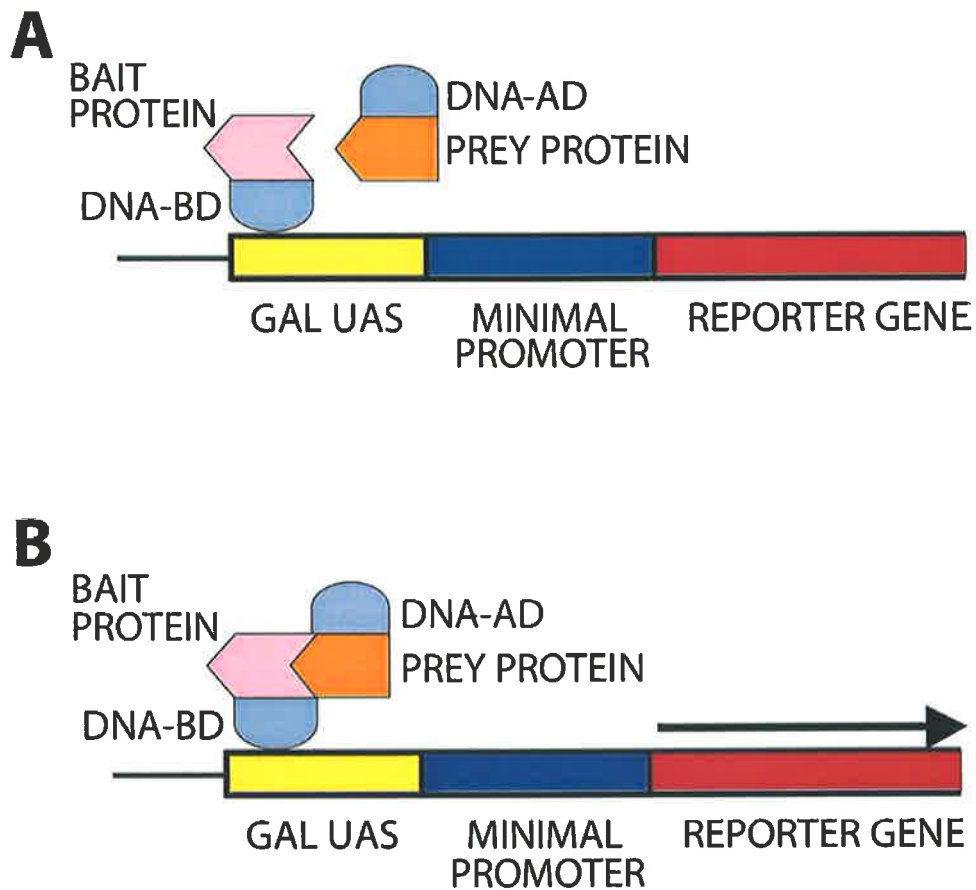 A
BAIT
PROTEIN
DNA-AD
PREY PROTEIN
DNA-BD
GAL UAS
MINIMAL
PROMOTER
REPORTER GENE
B
BAIT
PROTEIN
DNA-AD
PREY PROTEIN
DNA-BD
GAL UAS
MINIMAL
PROMOTER
REPORTER GENE